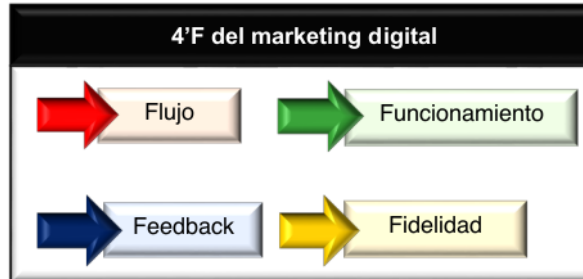 4'F del marketing digital
Flujo
Funcionamiento
Feedback
Fidelidad